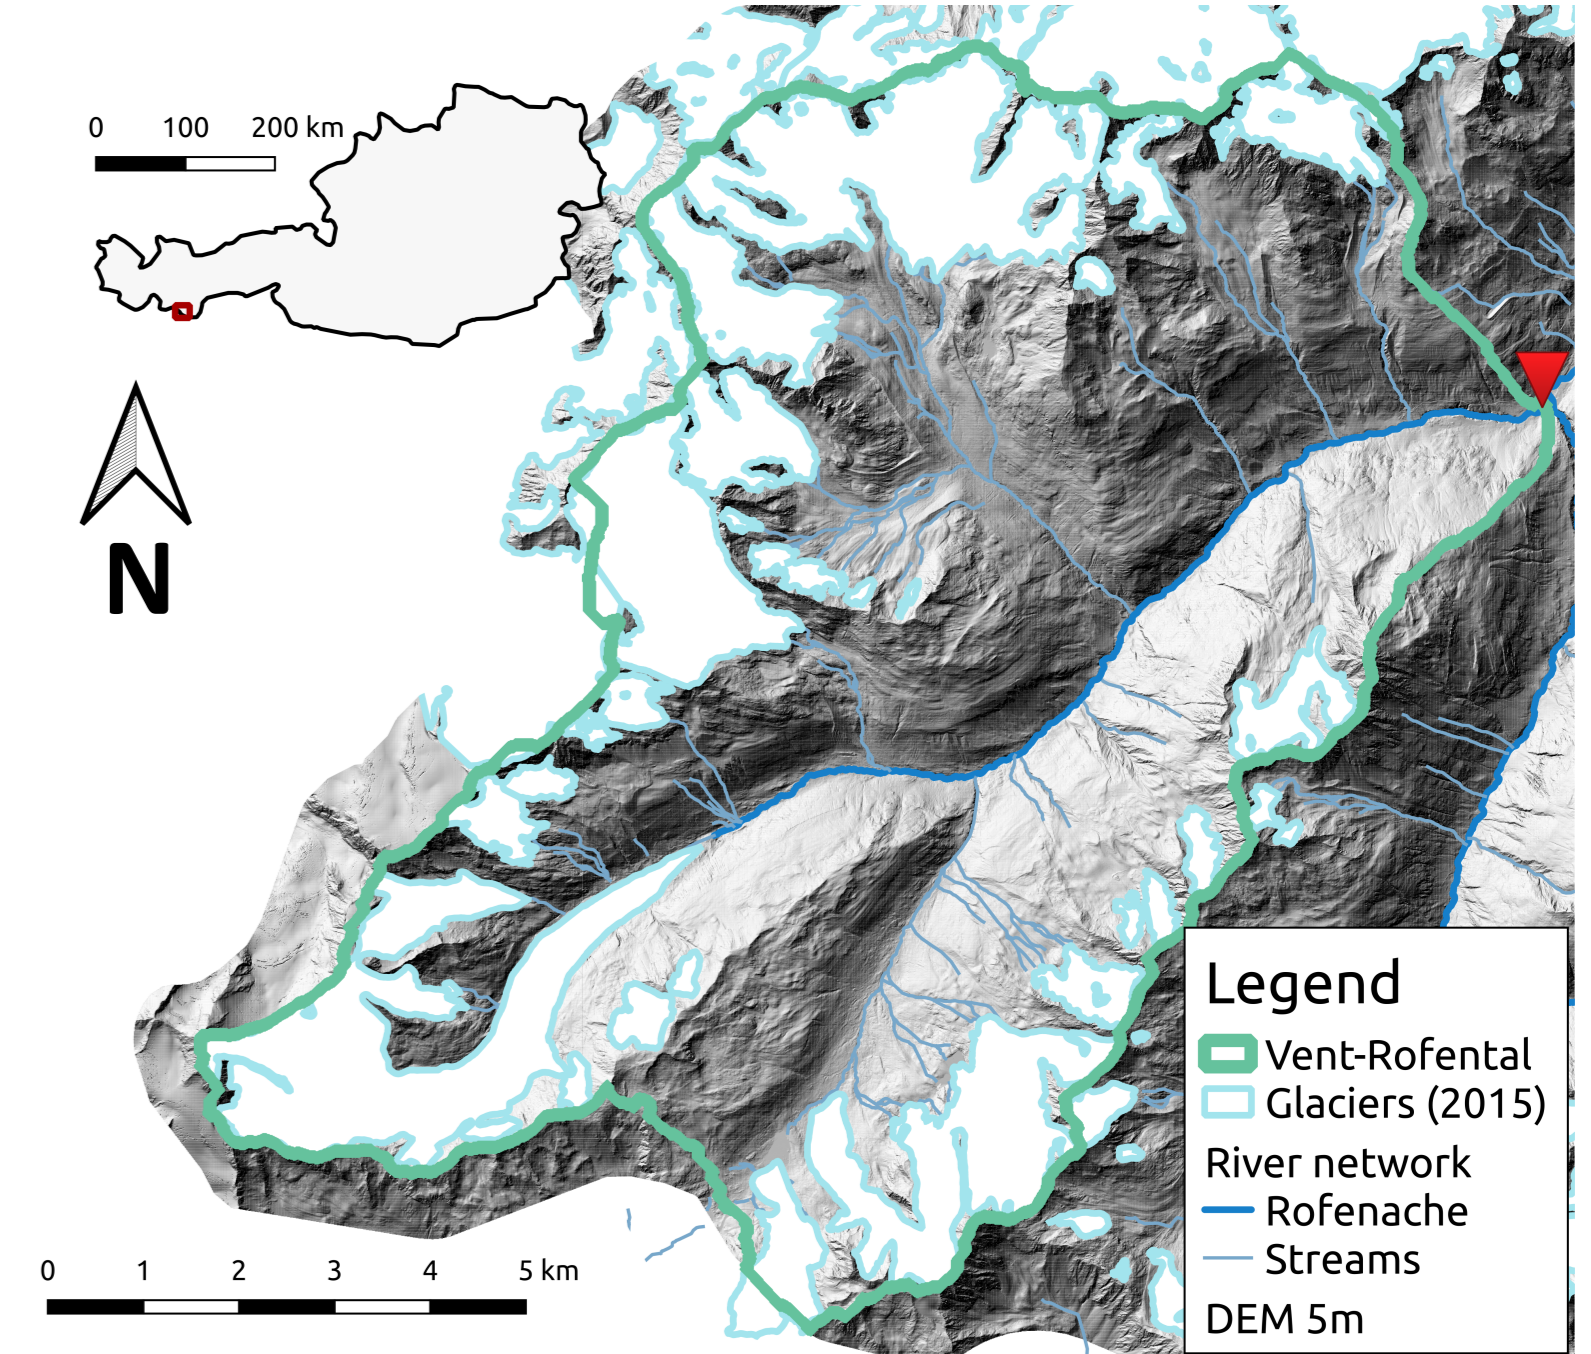 0 100 200 km
N
Legend
Vent-Rofental
Glaciers (2015)
River network
Rofenache
Streams
DEM 5m
0 1 2 3 4 5 km